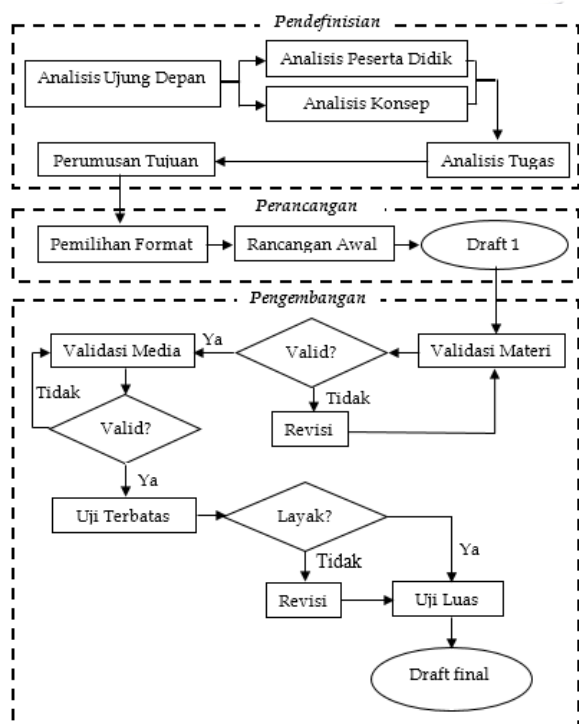 Pendefinisian
Analisis Ujung Depan
Analisis Peserta Didik
Analisis Konsep
Perumusan Tujuan
Analisis Tugas
Perancangan
Pemilihan Format
Rancangan Awal
Draft 1
Pengembangan
Validasi Media
Ya
Valid?
Validasi Materi
Tidak
Tidak
Revisi
Valid?
Ya
Uji Terbatas
Layak?
Ya
Tidak
Revisi
Uji Luas
Draft final